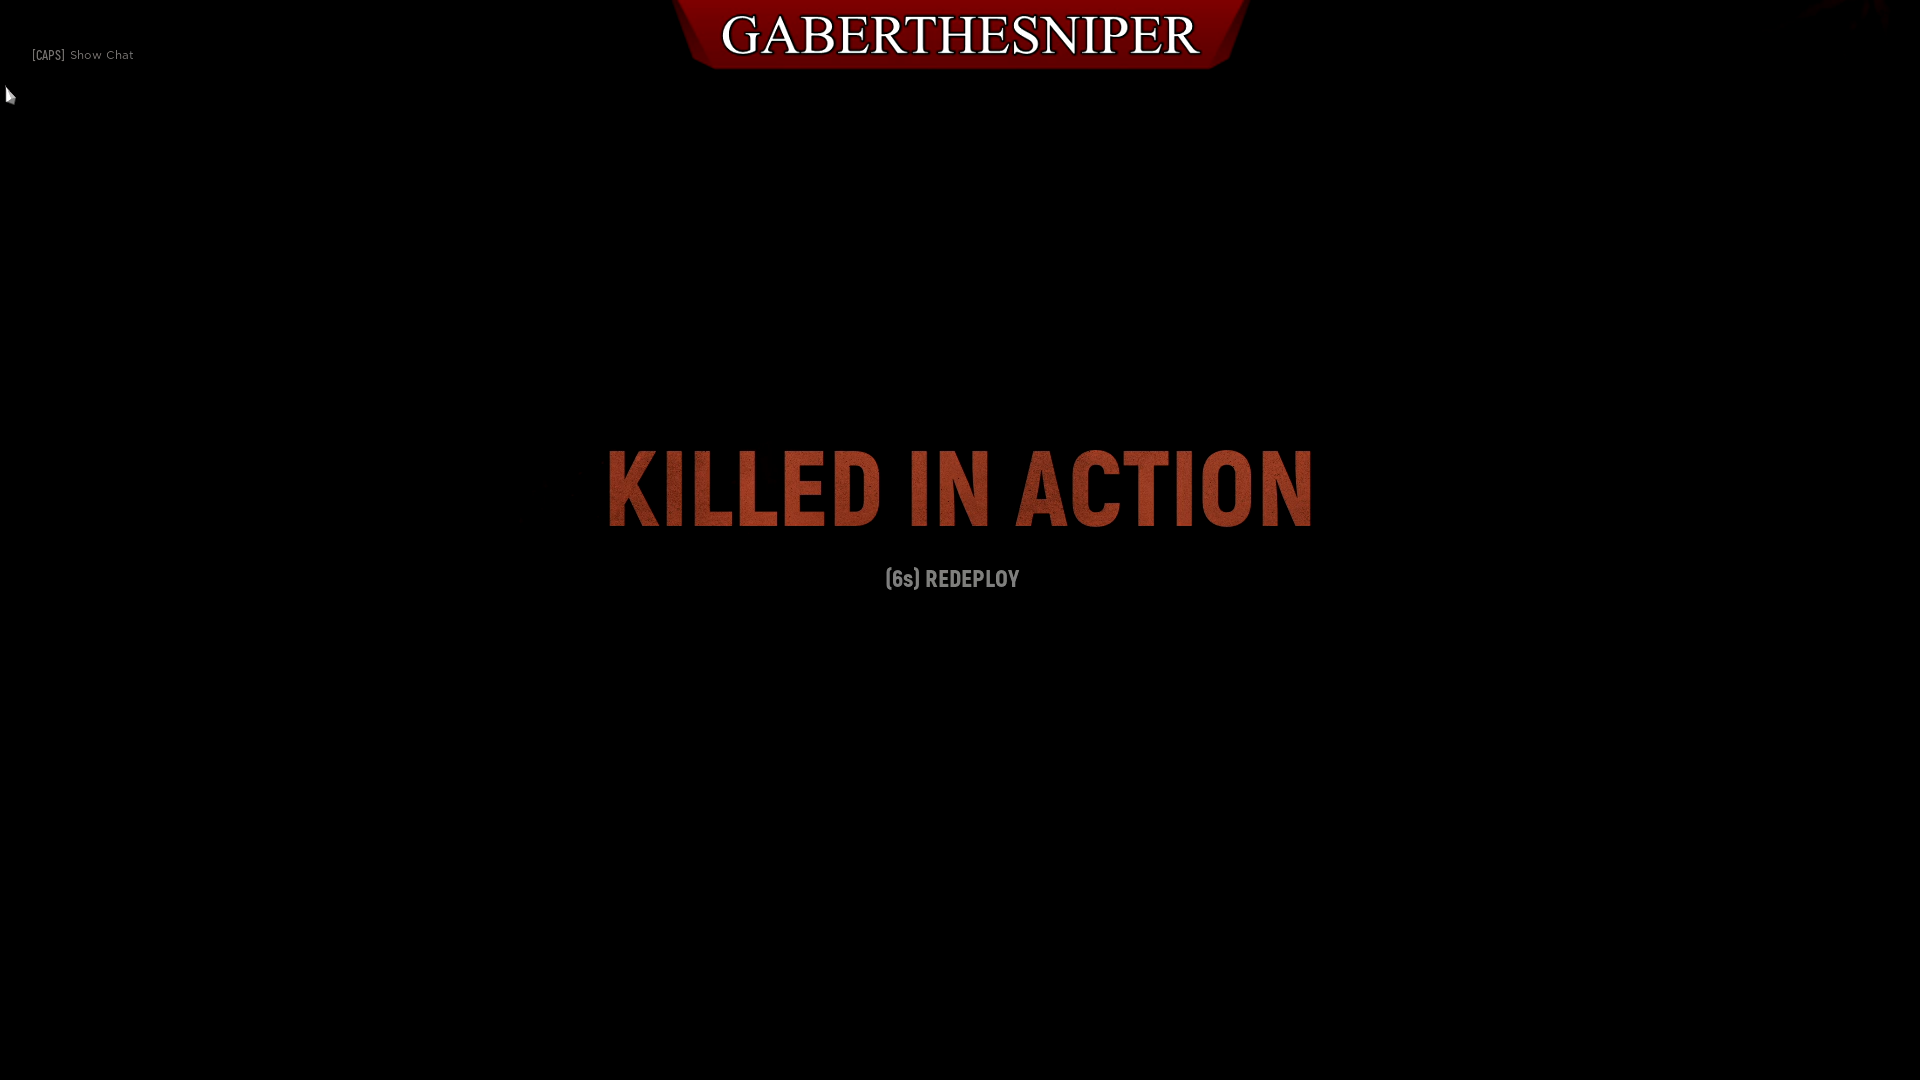 GABERTHESNIPER
[CAPS] Show Chat
KILLED IN ACTION
(6s) REDEPLOY